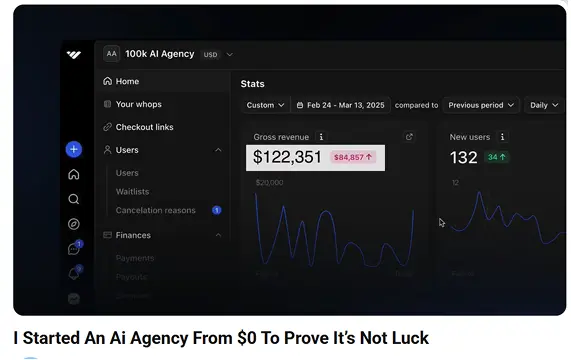 AA 100k AI Agency USD
Home
Your whops
Checkout links
Users
Users
Waitlists
Cancelation reasons 1
Finances
Payments
Payouts
Stats
Custom Feb 24 - Mar 13, 2025 compared to Previous period Daily
Gross revenue
$122,351 $84,857 ↑
$20,000
New users
132 34 ↑
12
I Started An Ai Agency From $0 To Prove It’s Not Luck